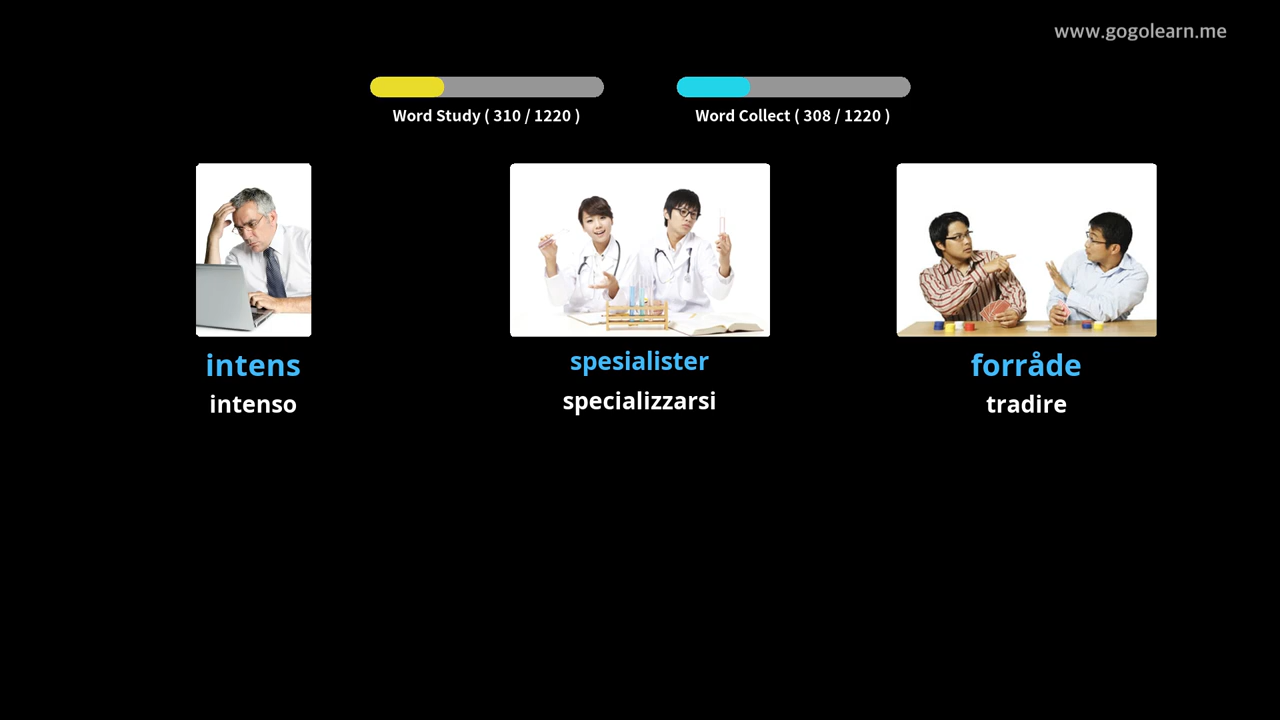 www.gogolearn.me
Word Study ( 310 / 1220 )
Word Collect ( 308 / 1220 )
intens
intenso
spesialister
specializzarsi
forråde
tradire